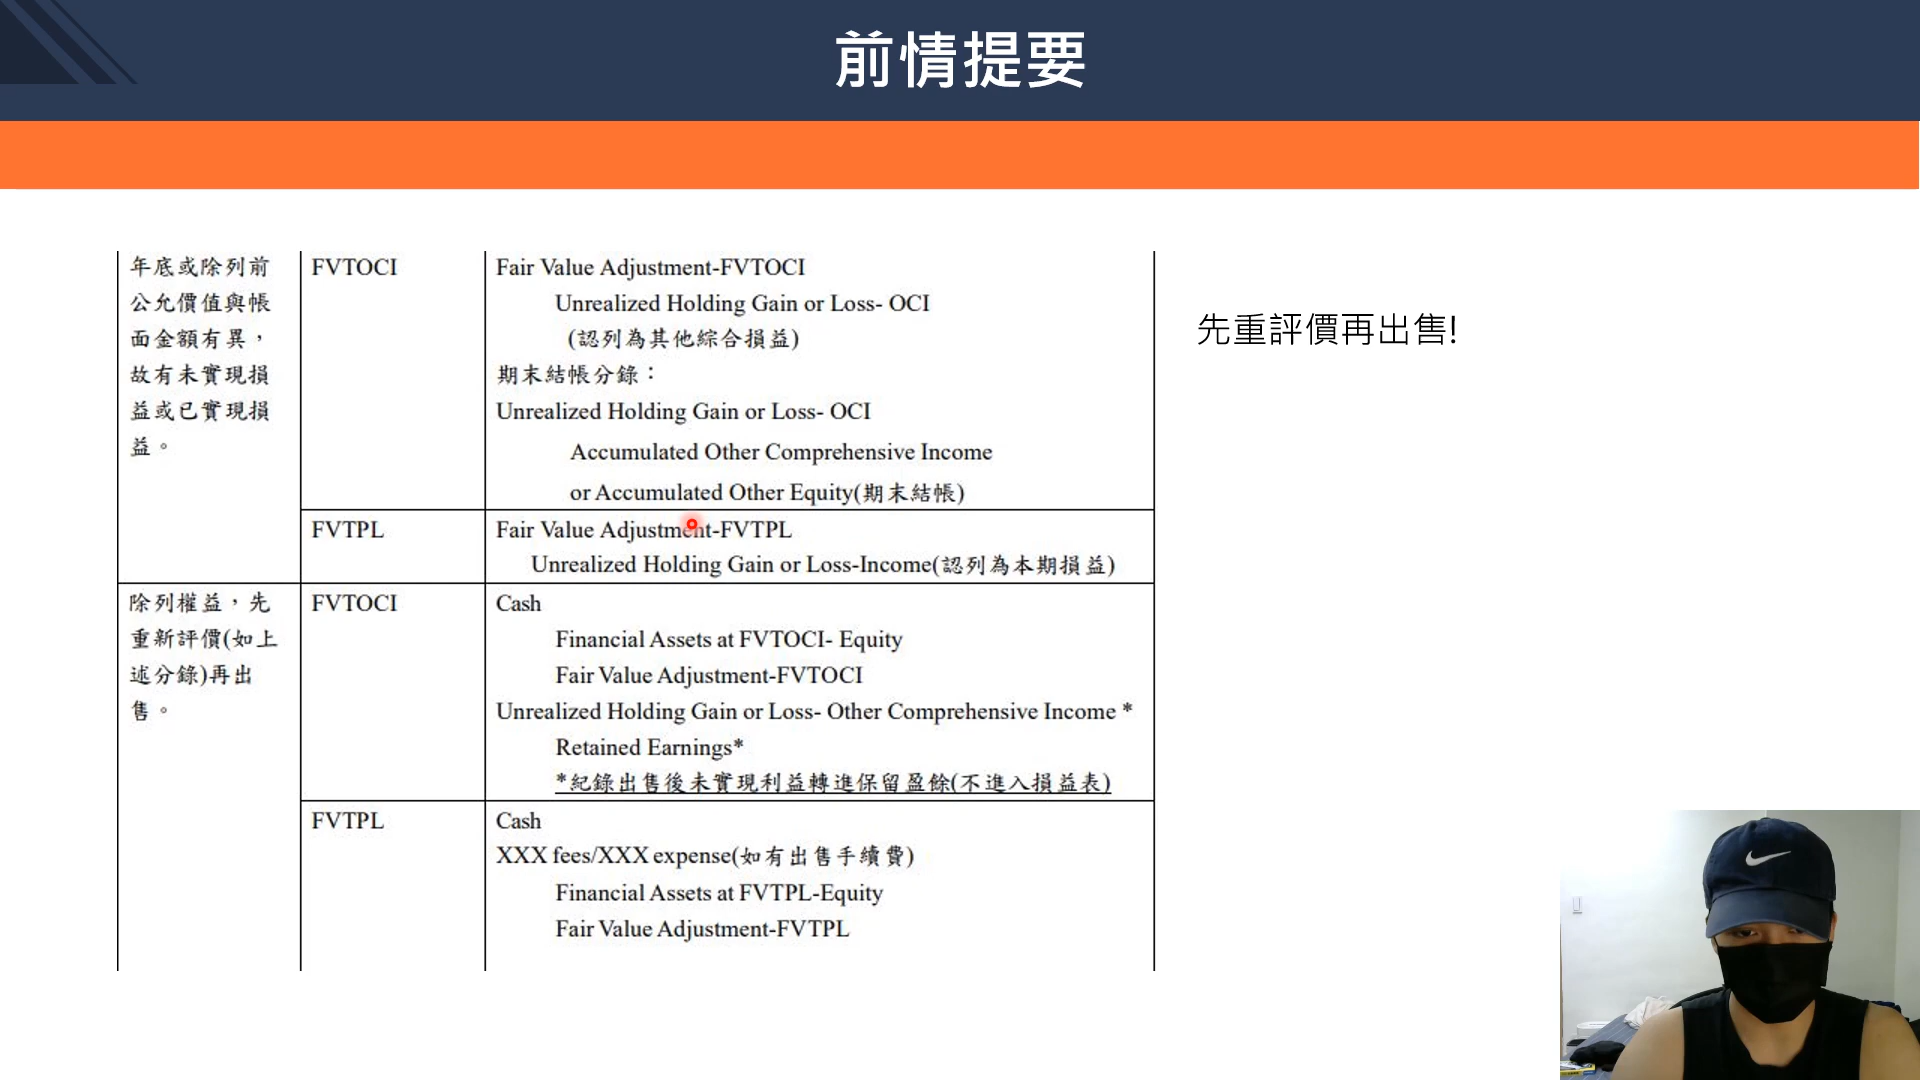 前情提要
年底或除列前
公允價值與帳
面金額有異，
故有未實現損
益或已實現損
益。
FVTOCI
Fair Value Adjustment-FVTOCI
Unrealized Holding Gain or Loss- OCI
(認列為其他綜合損益)
期末結帳分錄：
Unrealized Holding Gain or Loss- OCI
Accumulated Other Comprehensive Income
or Accumulated Other Equity(期末結帳)
FVTPL
Fair Value Adjustment-FVTPL
Unrealized Holding Gain or Loss-Income(認列為本期損益)
除列權益，先
重新評價(如上
述分錄)再出
售。
FVTOCI
Cash
Financial Assets at FVTOCI- Equity
Fair Value Adjustment-FVTOCI
Unrealized Holding Gain or Loss- Other Comprehensive Income *
Retained Earnings*
*紀錄出售後未實現利益轉進保留盈餘(不進入損益表)
FVTPL
Cash
XXX fees/XXX expense(如有出售手續費)
Financial Assets at FVTPL-Equity
Fair Value Adjustment-FVTPL
先重評價再出售!